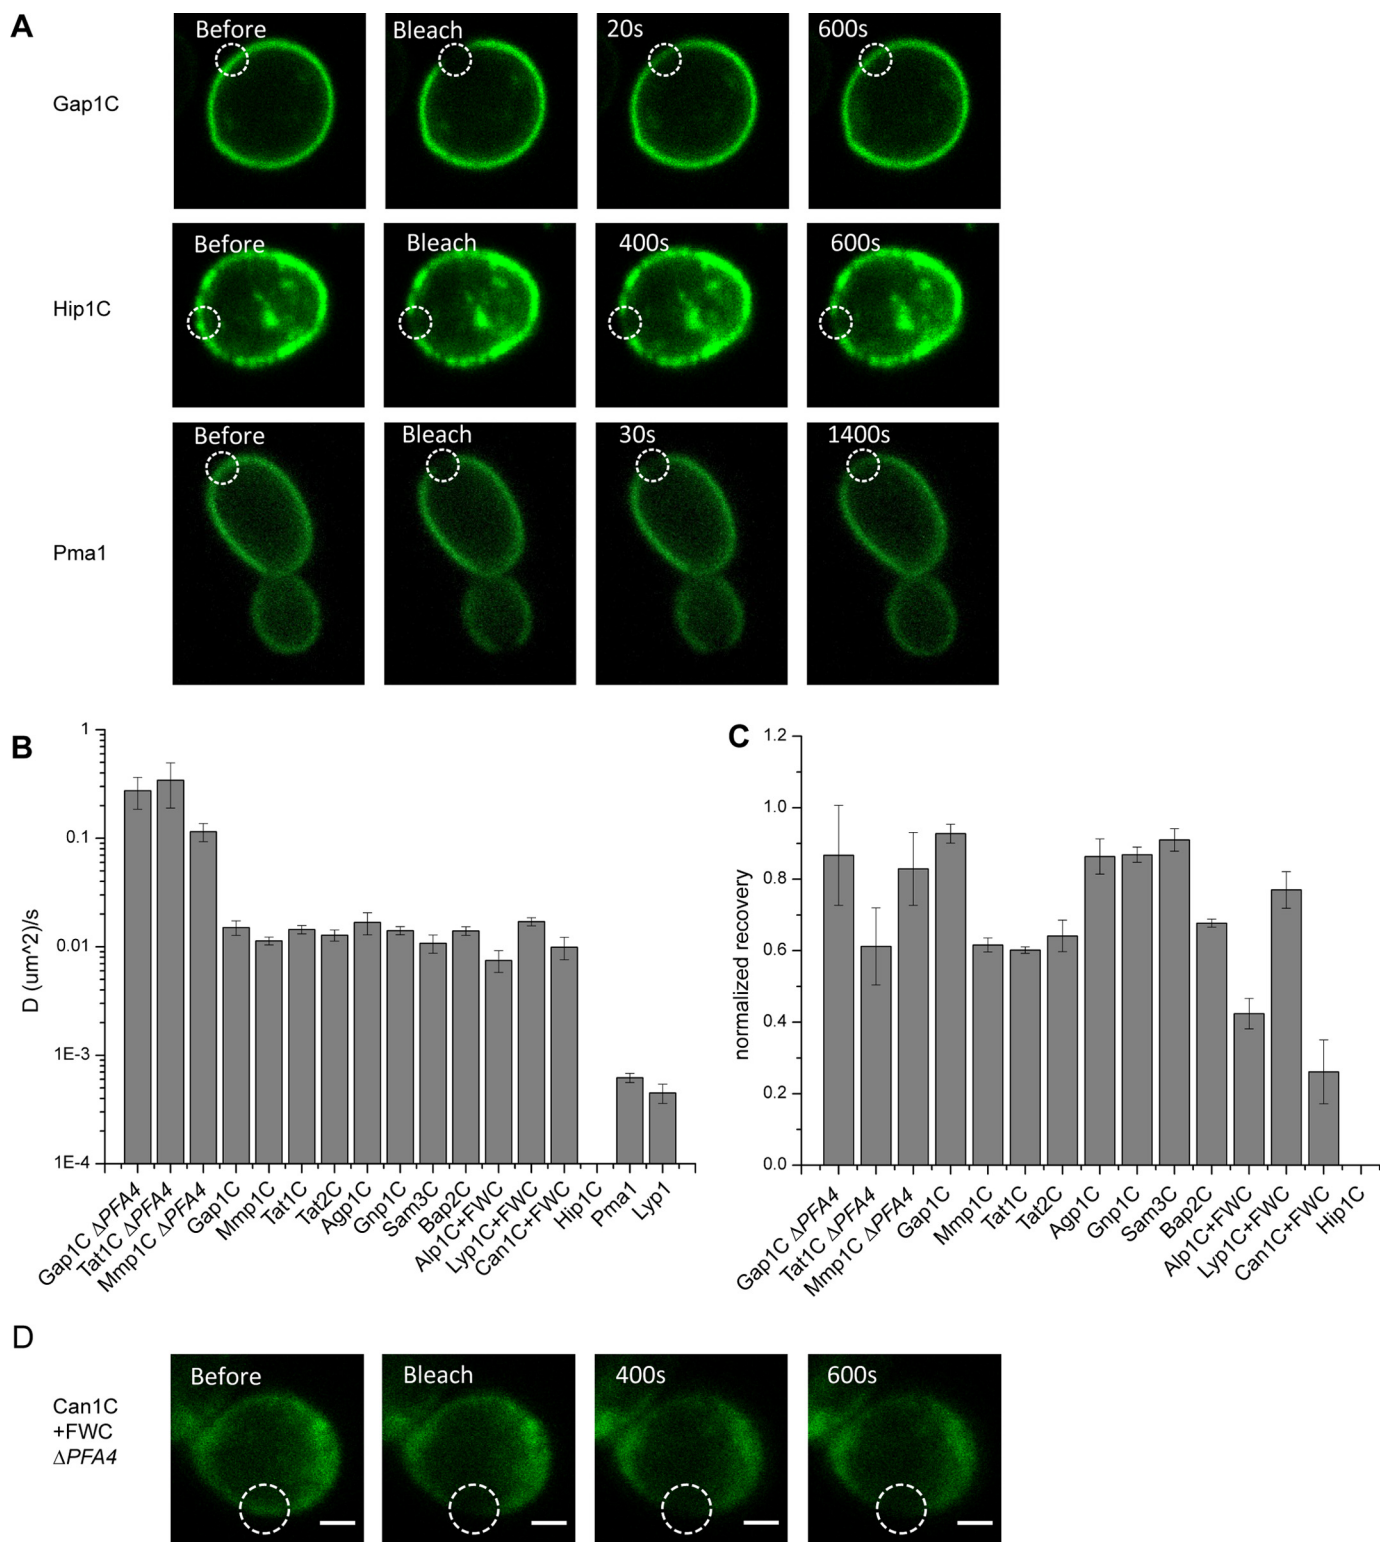 A
Before
Bleach
20s
600s
Gap1C
Before
Bleach
400s
600s
Hip1C
Before
Bleach
30s
1400s
Pma1
B
D (um^2)/s
1
0.1
0.01
1E-3
1E-4
Gap1C ΔPFA4
Tat1C ΔPFA4
Mmp1C ΔPFA4
Gap1C
Mmp1C
Tat1C
Tat2C
Agp1C
Gnp1C
Sam3C
Bap2C
Alp1C+FWC
Lyp1C+FWC
Can1C+FWC
Hip1C
Pma1
Lyp1
C
normalized recovery
1.2
1.0
0.8
0.6
0.4
0.2
0.0
Gap1C ΔPFA4
Tat1C ΔPFA4
Mmp1C ΔPFA4
Gap1C
Mmp1C
Tat1C
Tat2C
Agp1C
Gnp1C
Sam3C
Bap2C
Alp1C+FWC
Lyp1C+FWC
Can1C+FWC
Hip1C
D
Before
Bleach
400s
600s
Can1C
+FWC
ΔPFA4